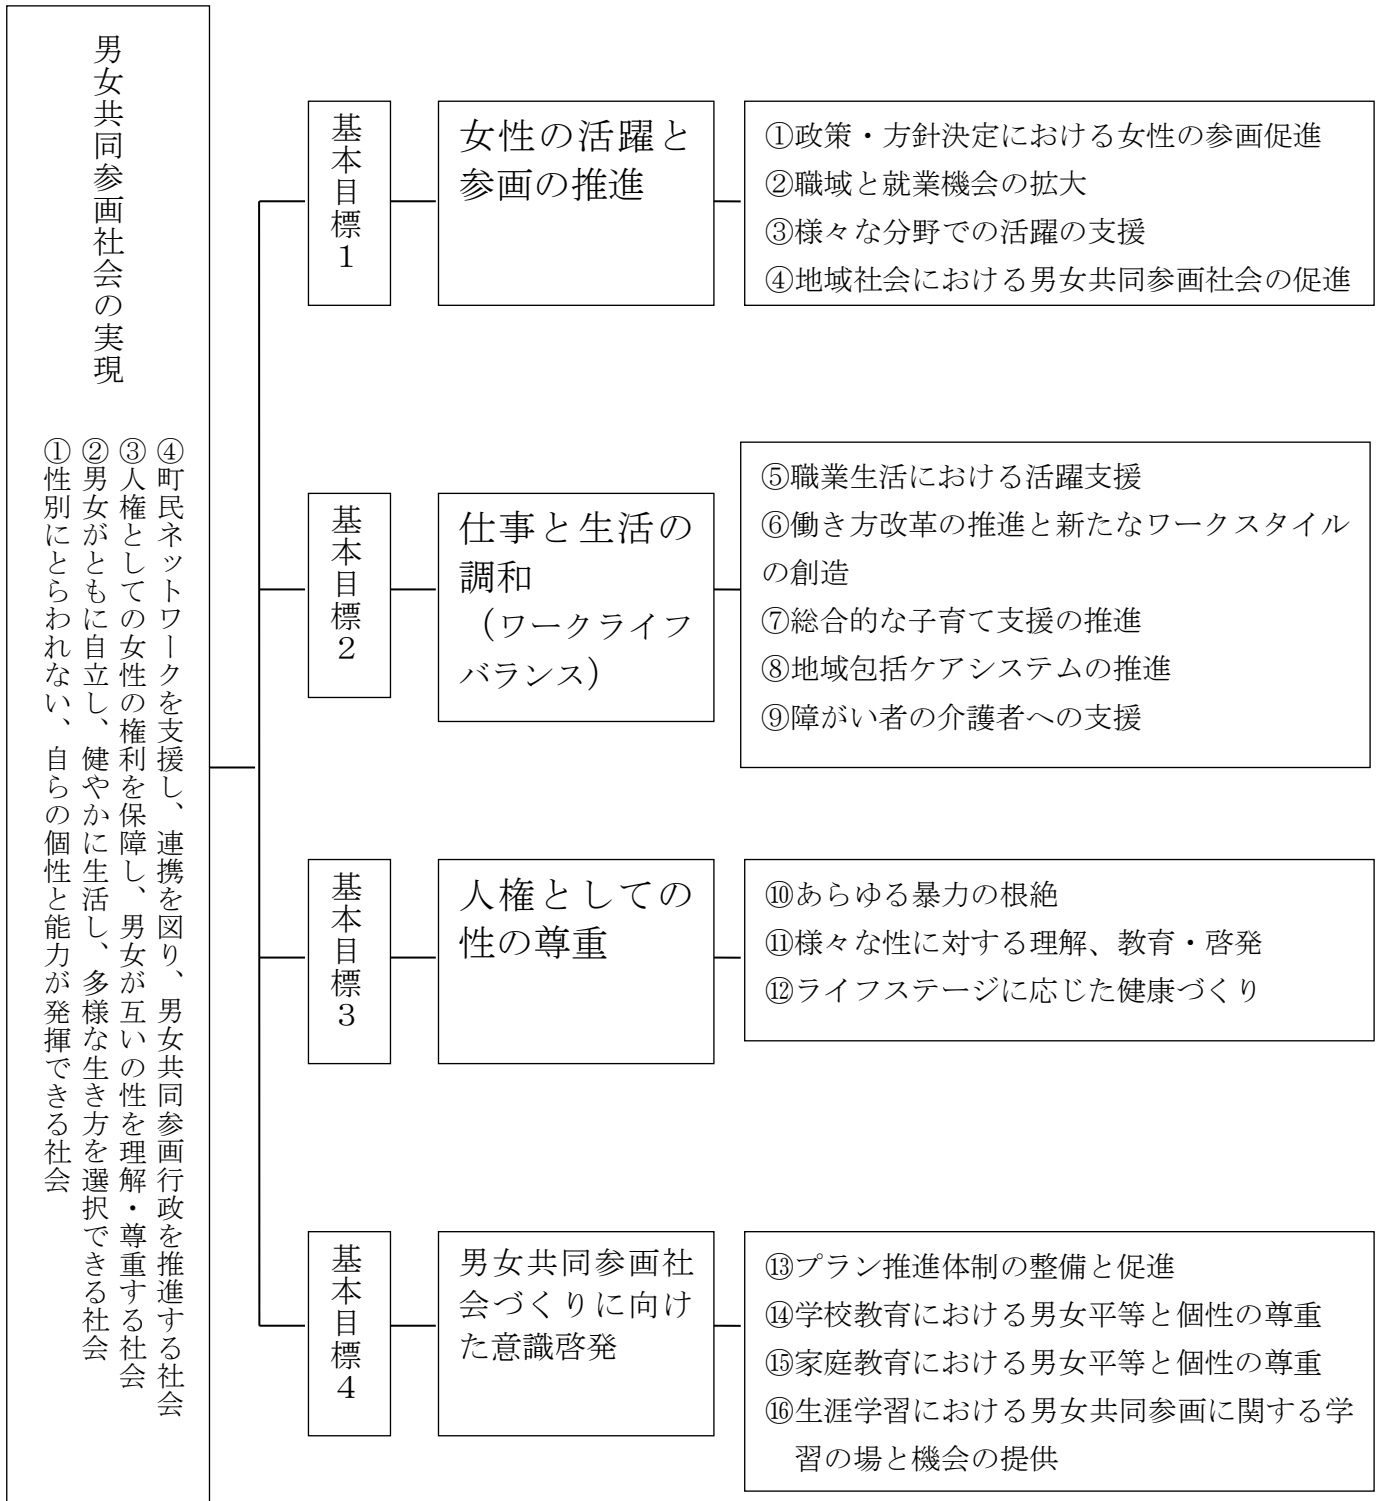 男女共同参画社会の実現
④町民ネットワークを支援し、連携を図り、男女共同参画行政を推進する社会
③人権としての女性の権利を保障し、男女が互いの性を理解・尊重する社会
②男女がともに自立し、健やかに生活し、多様な生き方を選択できる社会
①性別にとらわれない、自らの個性と能力が発揮できる社会
基本目標1
女性の活躍と
参画の推進
①政策・方針決定における女性の参画促進
②職域と就業機会の拡大
③様々な分野での活躍の支援
④地域社会における男女共同参画社会の促進
基本目標2
仕事と生活の
調和
（ワークライフ
バランス）
⑤職業生活における活躍支援
⑥働き方改革の推進と新たなワークスタイル
の創造
⑦総合的な子育て支援の推進
⑧地域包括ケアシステムの推進
⑨障がい者の介護者への支援
基本目標3
人権としての
性の尊重
⑩あらゆる暴力の根絶
⑪様々な性に対する理解、教育・啓発
⑫ライフステージに応じた健康づくり
基本目標4
男女共同参画社
会づくりに向け
た意識啓発
⑬プラン推進体制の整備と促進
⑭学校教育における男女平等と個性の尊重
⑮家庭教育における男女平等と個性の尊重
⑯生涯学習における男女共同参画に関する学
習の場と機会の提供